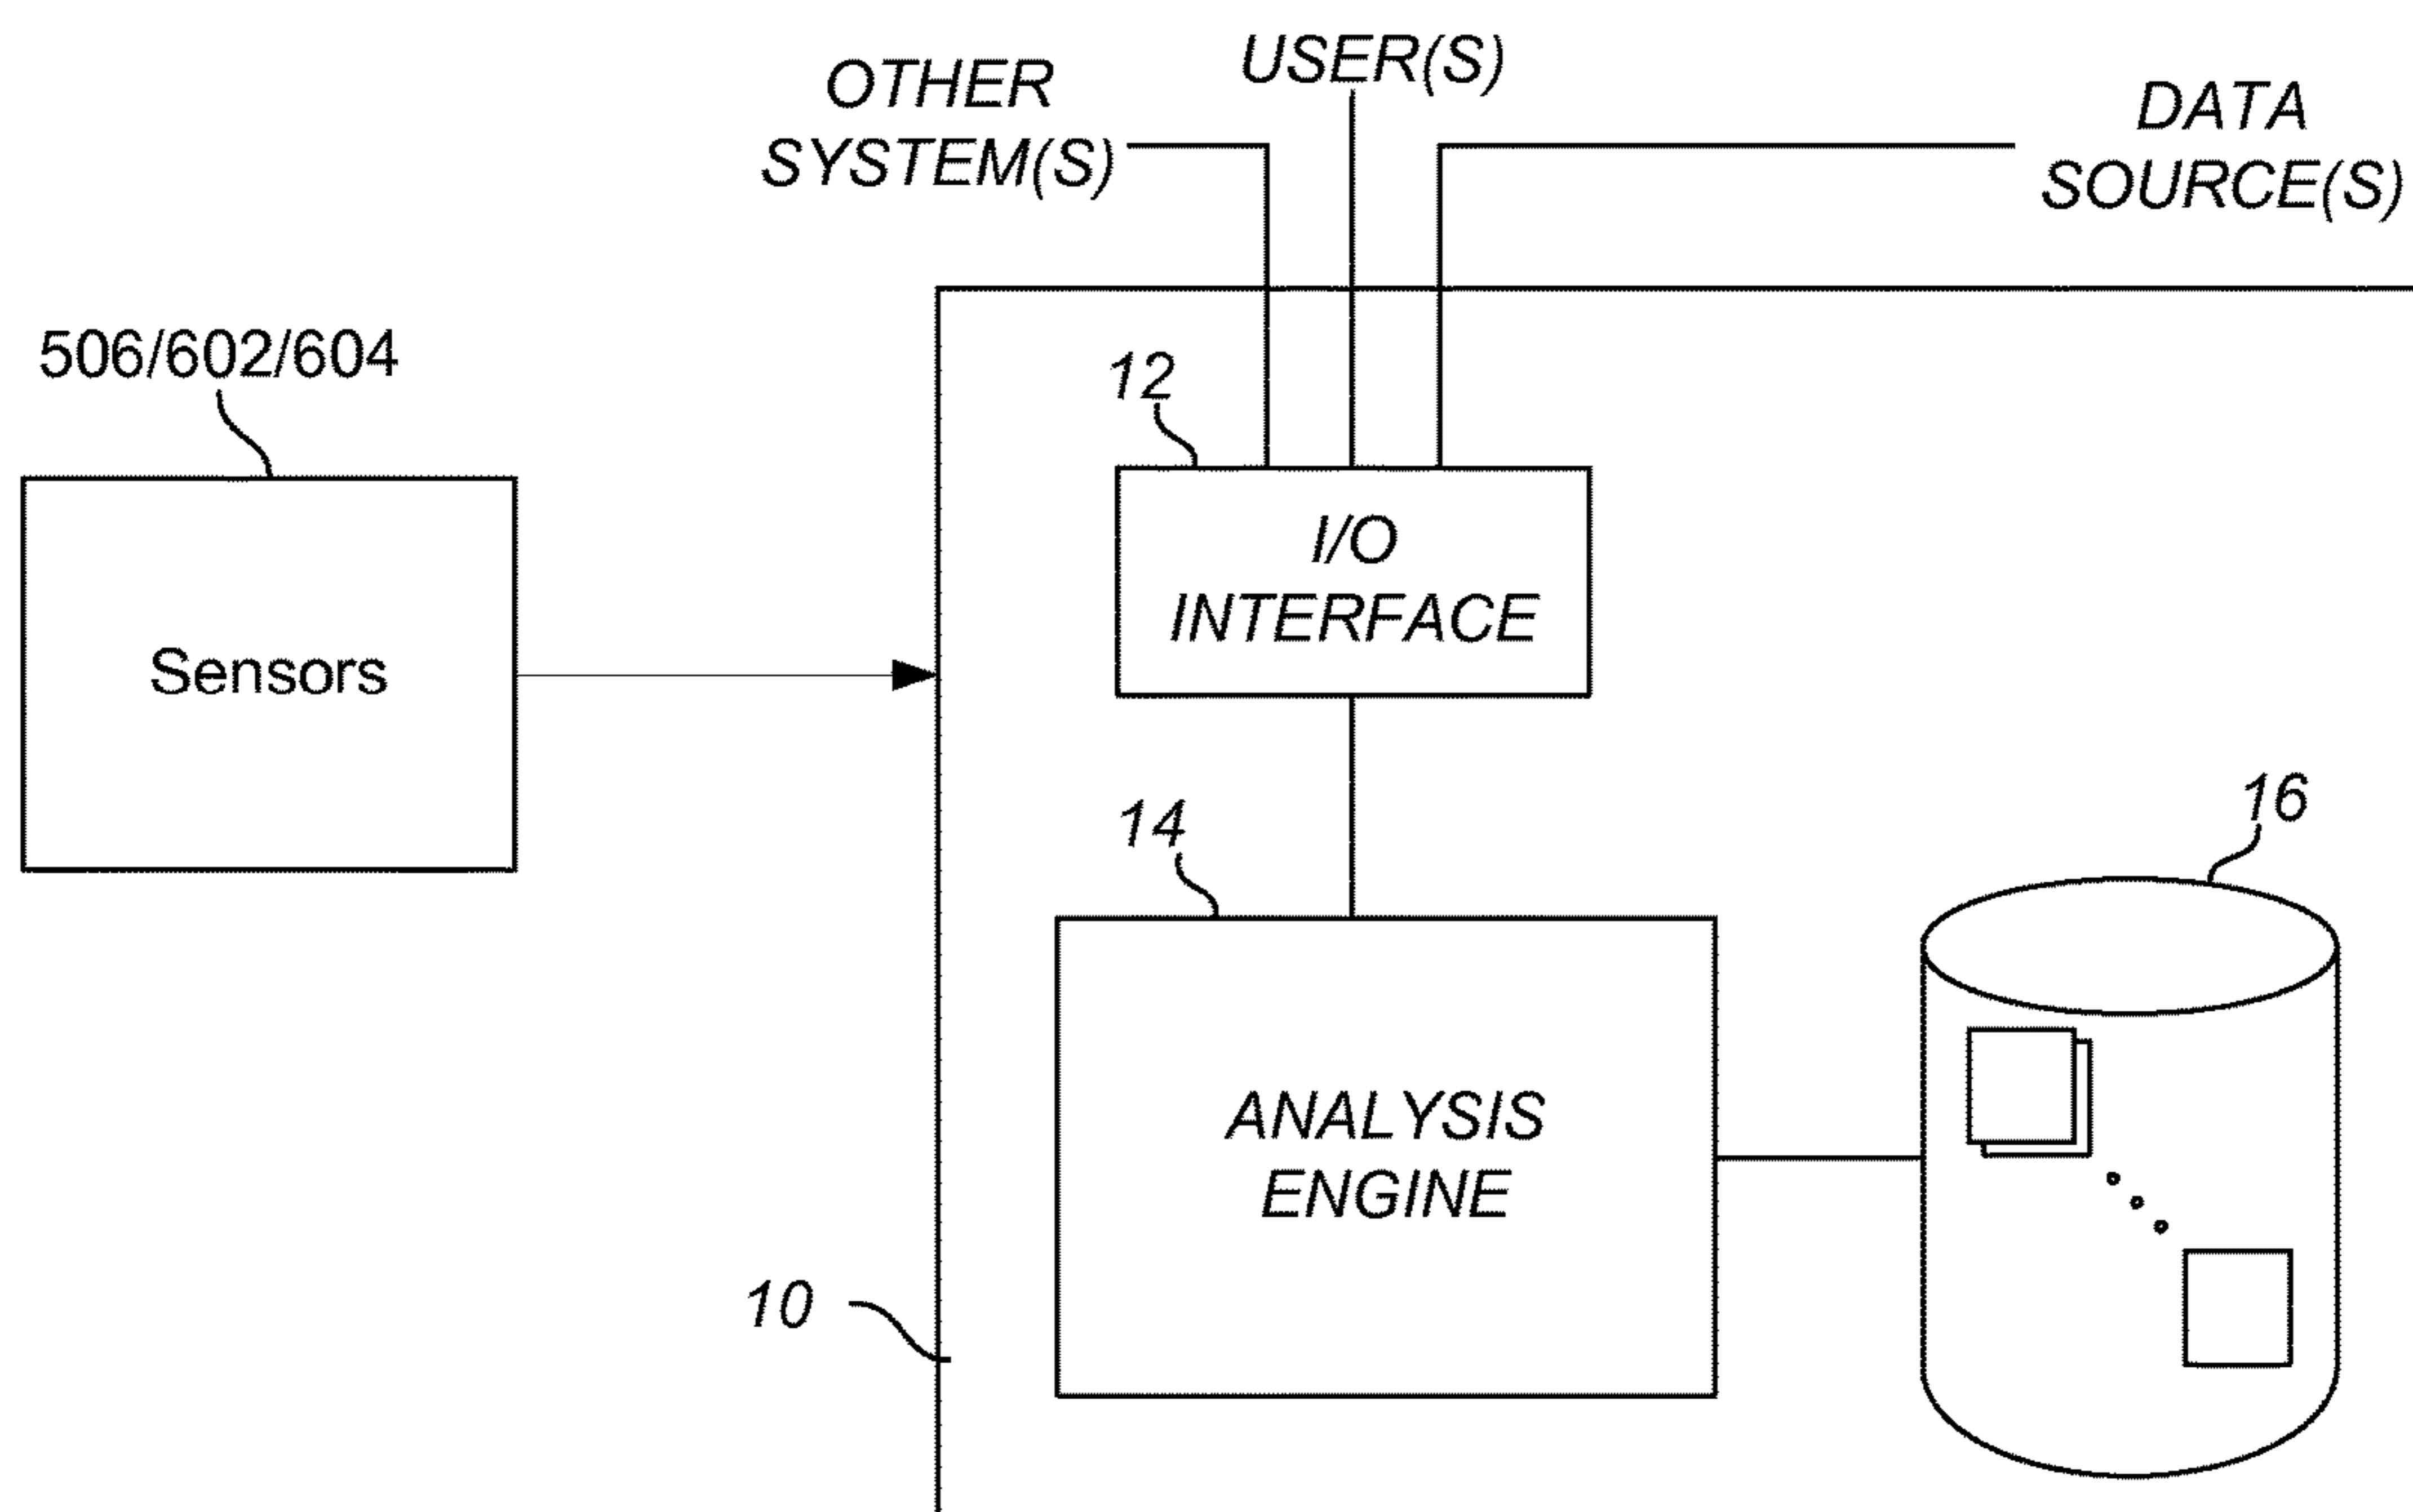 USER(S)
OTHER
SYSTEM(S)
DATA
SOURCE(S)
506/602/604
12
I/O
INTERFACE
Sensors
14
16
ANALYSIS
ENGINE
10